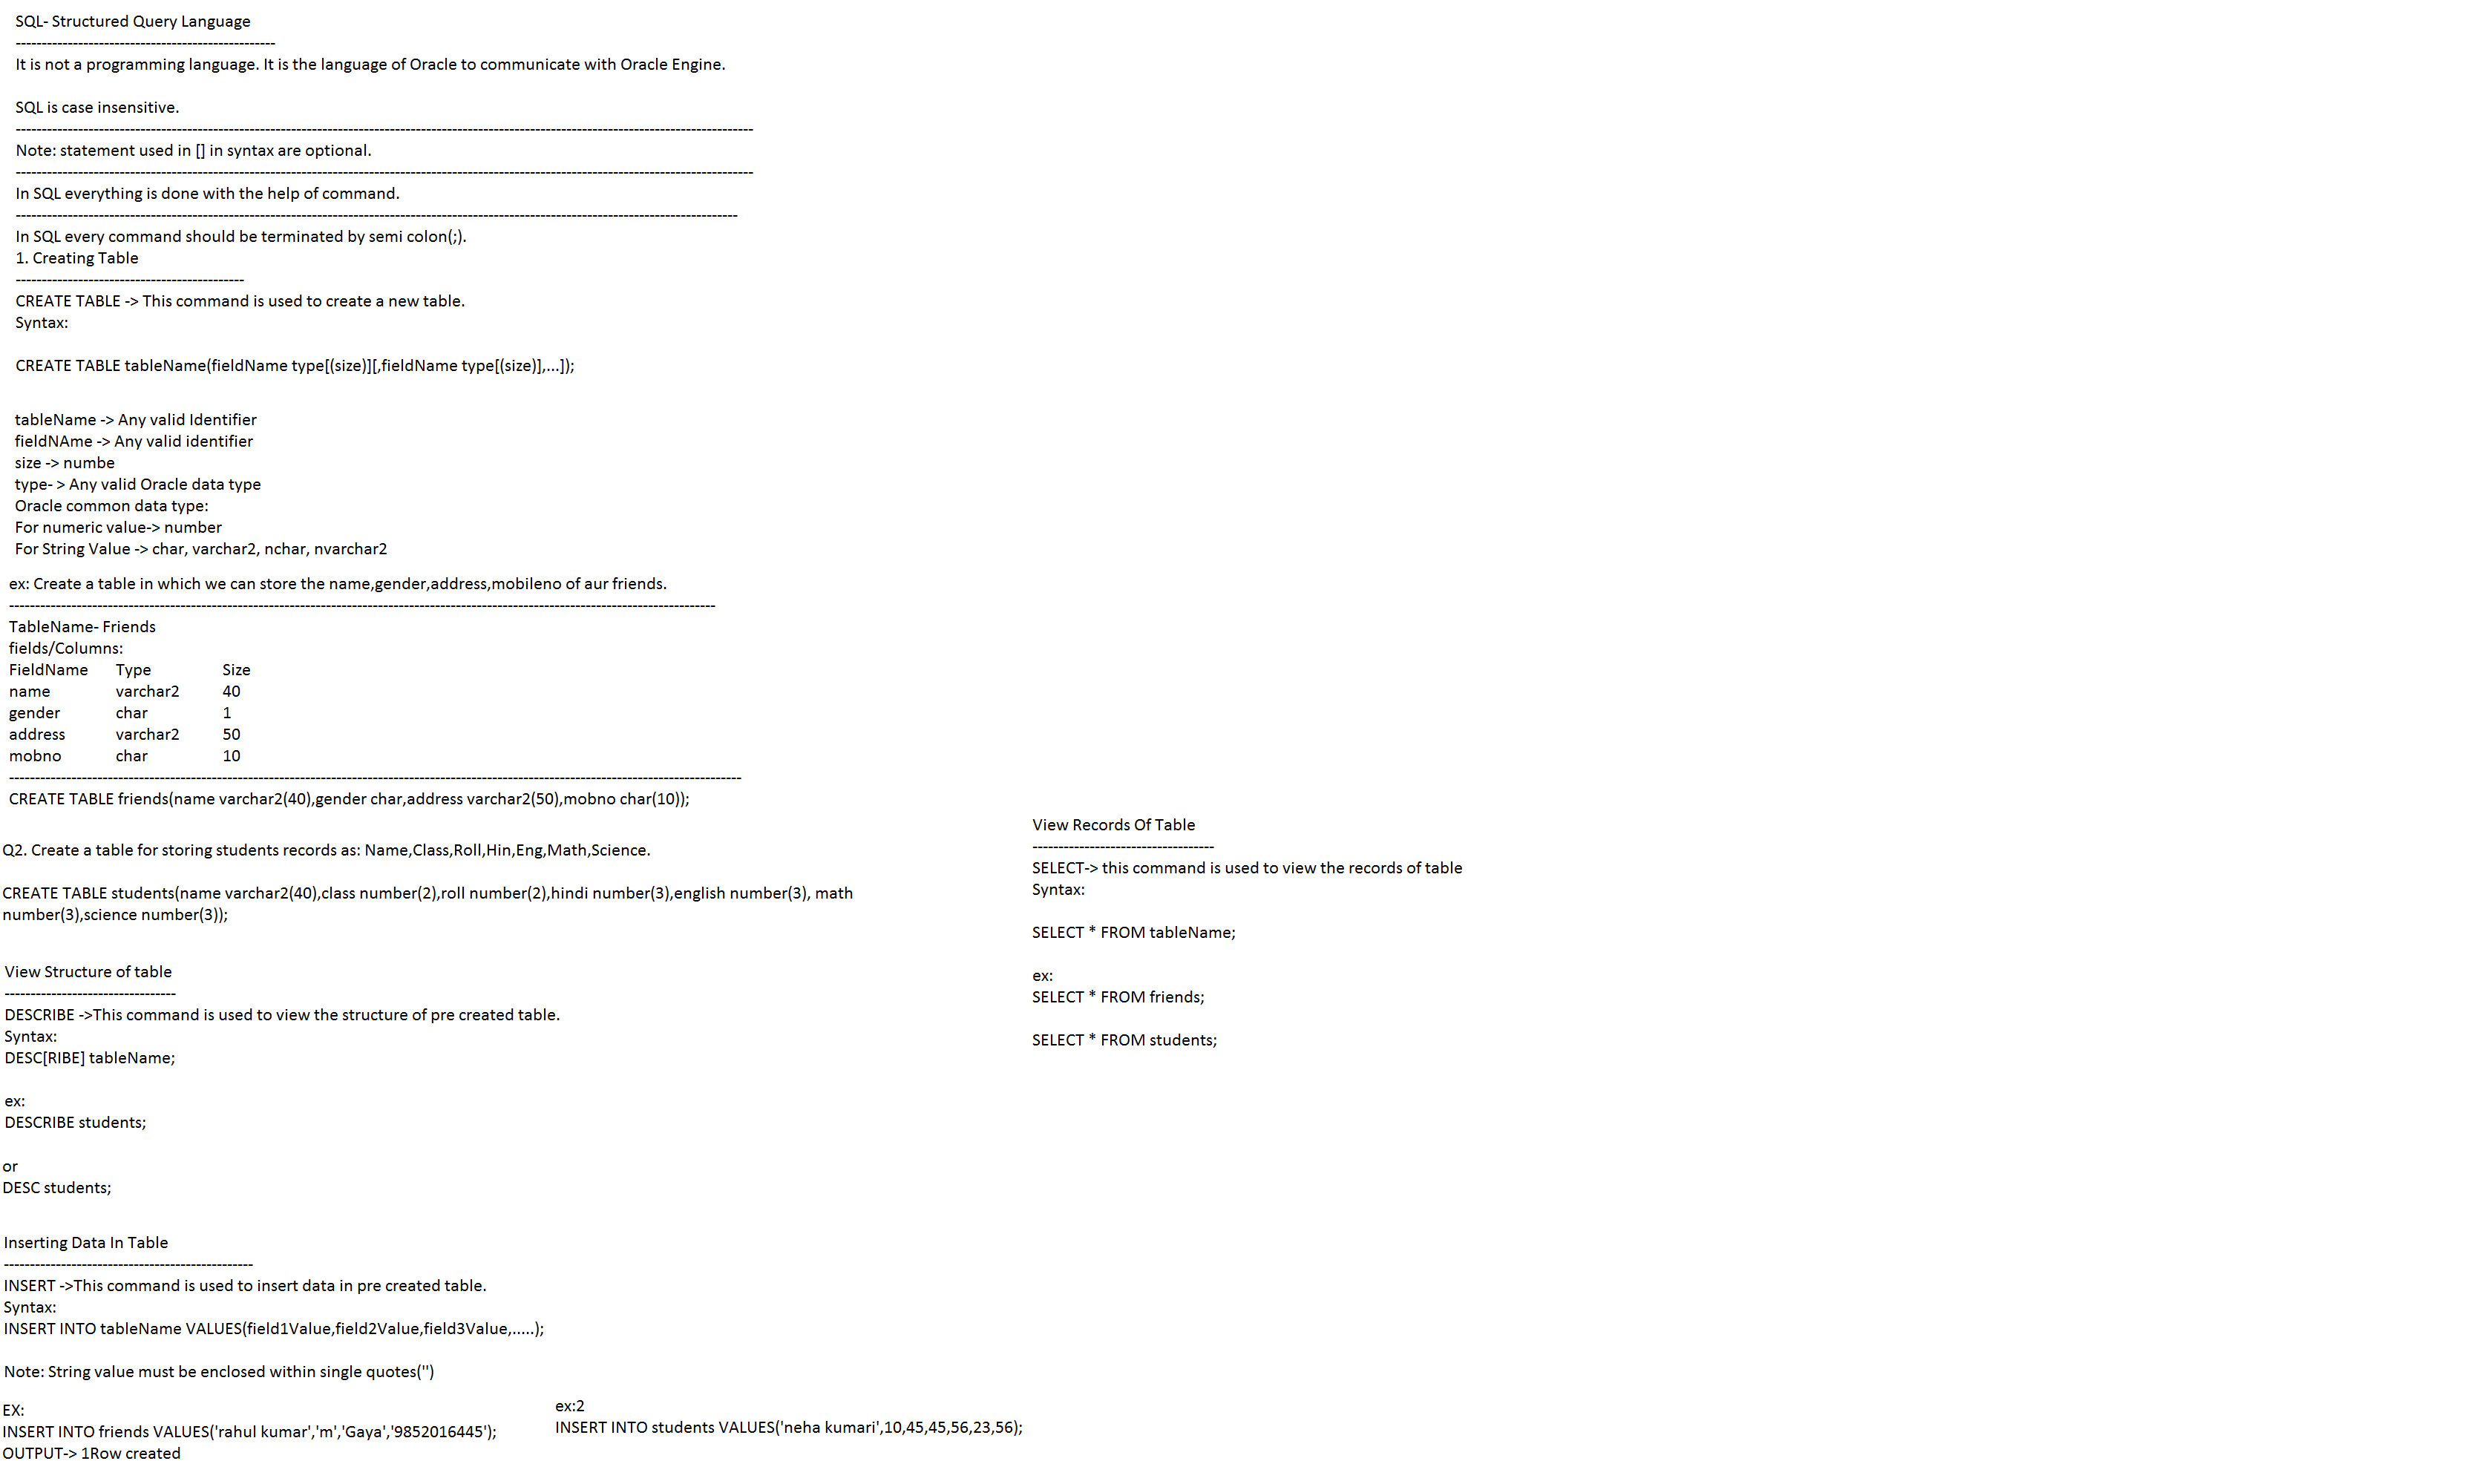 SQL- Structured Query Language
--------------------------------------------------
It is not a programming language. It is the language of Oracle to communicate with Oracle Engine.
SQL is case insensitive.
----------------------------------------------------------------------------------------------------------------------------------------------
Note: statement used in [] in syntax are optional.
----------------------------------------------------------------------------------------------------------------------------------------------
In SQL everything is done with the help of command.
-------------------------------------------------------------------------------------------------------------------------------------------
In SQL every command should be terminated by semi colon(;).
1. Creating Table
--------------------------------------------
CREATE TABLE -> This command is used to create a new table.
Syntax:
CREATE TABLE tableName(fieldName type[(size)][,fieldName type[(size)],...]);
tableName -> Any valid Identifier
fieldNAme -> Any valid identifier
size -> numbe
type- > Any valid Oracle data type
Oracle common data type:
For numeric value-> number
For String Value -> char, varchar2, nchar, nvarchar2
ex: Create a table in which we can store the name,gender,address,mobileno of aur friends.
----------------------------------------------------------------------------------------------------------------------------------------
TableName- Friends
fields/Columns:
FieldName Type Size
name varchar2 40
gender char 1
address varchar2 50
mobno char 10
---------------------------------------------------------------------------------------------------------------------------------------------
CREATE TABLE friends(name varchar2(40),gender char,address varchar2(50),mobno char(10));
Q2. Create a table for storing students records as: Name,Class,Roll,Hin,Eng,Math,Science.
CREATE TABLE students(name varchar2(40),class number(2),roll number(2),hindi number(3),english number(3), math
number(3),science number(3));
View Structure of table
---------------------------------
DESCRIBE ->This command is used to view the structure of pre created table.
Syntax:
DESC[RIBE] tableName;
ex:
DESCRIBE students;
or
DESC students;
Inserting Data In Table
------------------------------------------------
INSERT ->This command is used to insert data in pre created table.
Syntax:
INSERT INTO tableName VALUES(field1Value,field2Value,field3Value,.....);
Note: String value must be enclosed within single quotes('')
EX:
INSERT INTO friends VALUES('rahul kumar','m','Gaya','9852016445');
OUTPUT-> 1Row created
ex:2
INSERT INTO students VALUES('neha kumari',10,45,45,56,23,56);
View Records Of Table
-----------------------------------
SELECT-> this command is used to view the records of table
Syntax:
SELECT * FROM tableName;
ex:
SELECT * FROM friends;
SELECT * FROM students;